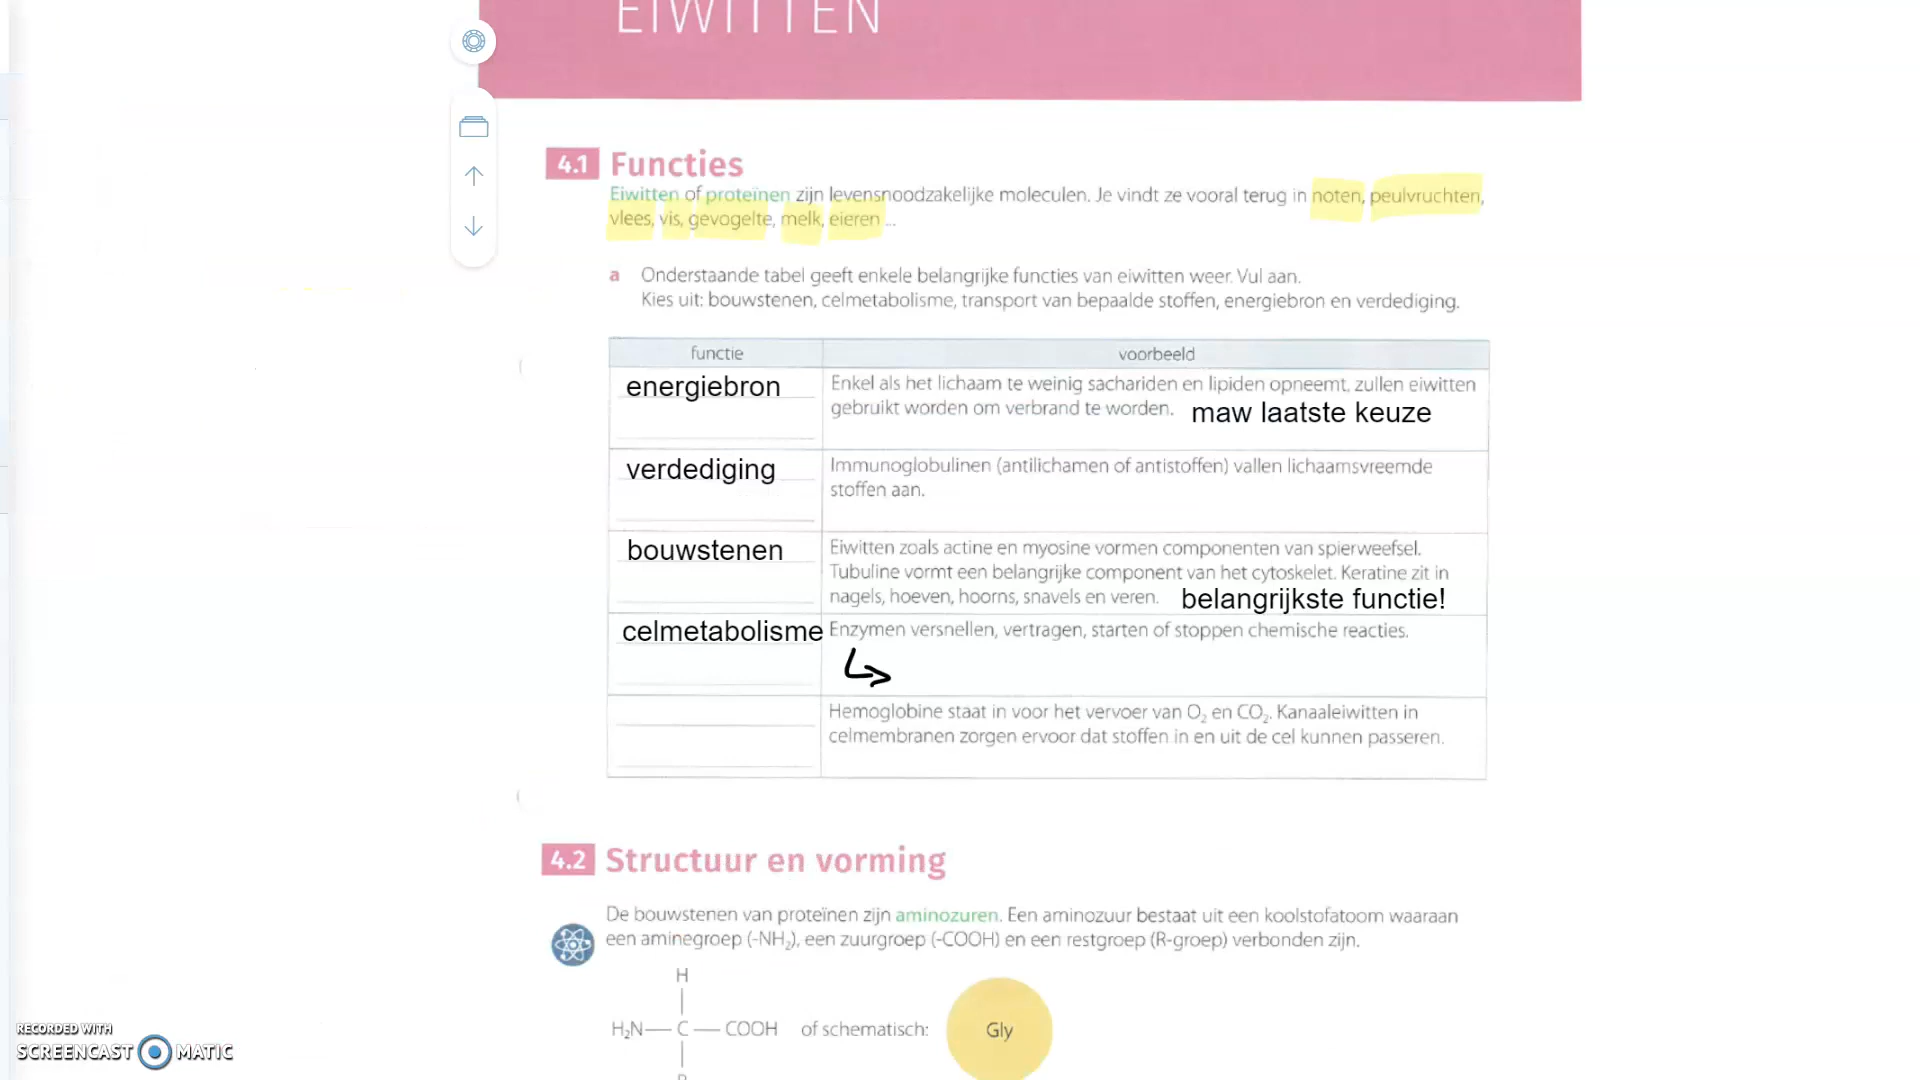 EIWITTEN
4.1 Functies
Eiwitten of proteïnen zijn levensnoodzakelijke moleculen. Je vindt ze vooral terug in noten, peulvruchten,
vlees, vis, gevogelte, melk, eieren ...
a Onderstaande tabel geeft enkele belangrijke functies van eiwitten weer. Vul aan.
Kies uit: bouwstenen, celmetabolisme, transport van bepaalde stoffen, energiebron en verdediging.
functie voorbeeld
energiebron Enkel als het lichaam te weinig sachariden en lipiden opneemt, zullen eiwitten
gebruikt worden om verbrand te worden. maw laatste keuze
verdediging Immunoglobulinen (antilichamen of antistoffen) vallen lichaamsvreemde
stoffen aan.
bouwstenen Eiwitten zoals actine en myosine vormen componenten van spierweefsel.
Tubuline vormt een belangrijke component van het cytoskelet. Keratine zit in
nagels, hoeven, hoorns, snavels en veren. belangrijkste functie!
celmetabolisme Enzymen versnellen, vertragen, starten of stoppen chemische reacties.
Hemoglobine staat in voor het vervoer van O₂ en CO₂. Kanaaleiwitten in
celmembranen zorgen ervoor dat stoffen in en uit de cel kunnen passeren.
4.2 Structuur en vorming
De bouwstenen van proteïnen zijn aminozuren. Een aminozuur bestaat uit een koolstofatoom waaraan
een aminegroep (-NH₂), een zuurgroep (-COOH) en een restgroep (R-groep) verbonden zijn.
H
H₂N — C — COOH of schematisch: Gly
RECORDED WITH
SCREENCAST MATIC